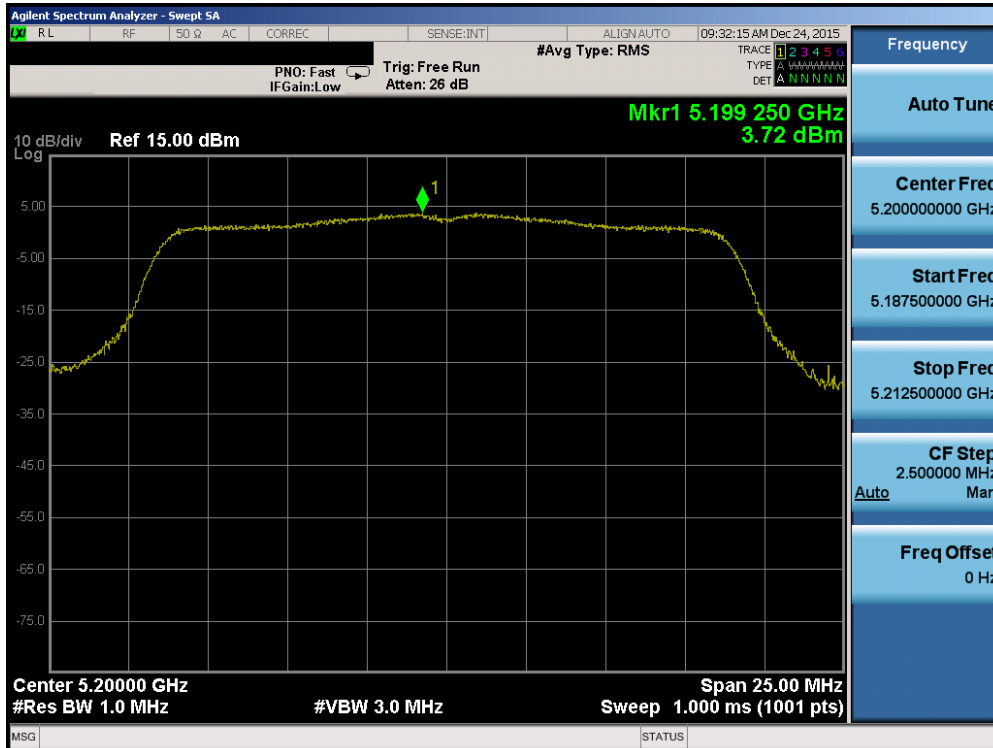 Agilent Spectrum Analyzer - Swept SA
LXI RL RF 50 Ω AC CORREC SENSE:INT ALIGN AUTO 09:32:15 AM Dec 24, 2015
#Avg Type: RMS TRACE 1 2 3 4 5 6
PNO: Fast Trig: Free Run TYPE A WWWWW
IFGain:Low Atten: 26 dB DET A N N N N N
Mkr1 5.199 250 GHz
3.72 dBm
10 dB/div Ref 15.00 dBm
Log
1
5.00
-5.00
-15.0
-25.0
-35.0
-45.0
-55.0
-65.0
-75.0
Center 5.20000 GHz Span 25.00 MHz
#Res BW 1.0 MHz #VBW 3.0 MHz Sweep 1.000 ms (1001 pts)
MSG STATUS
Frequency
Auto Tune
Center Freq
5.200000000 GHz
Start Freq
5.187500000 GHz
Stop Freq
5.212500000 GHz
CF Step
2.500000 MHz
Auto Man
Freq Offset
0 Hz